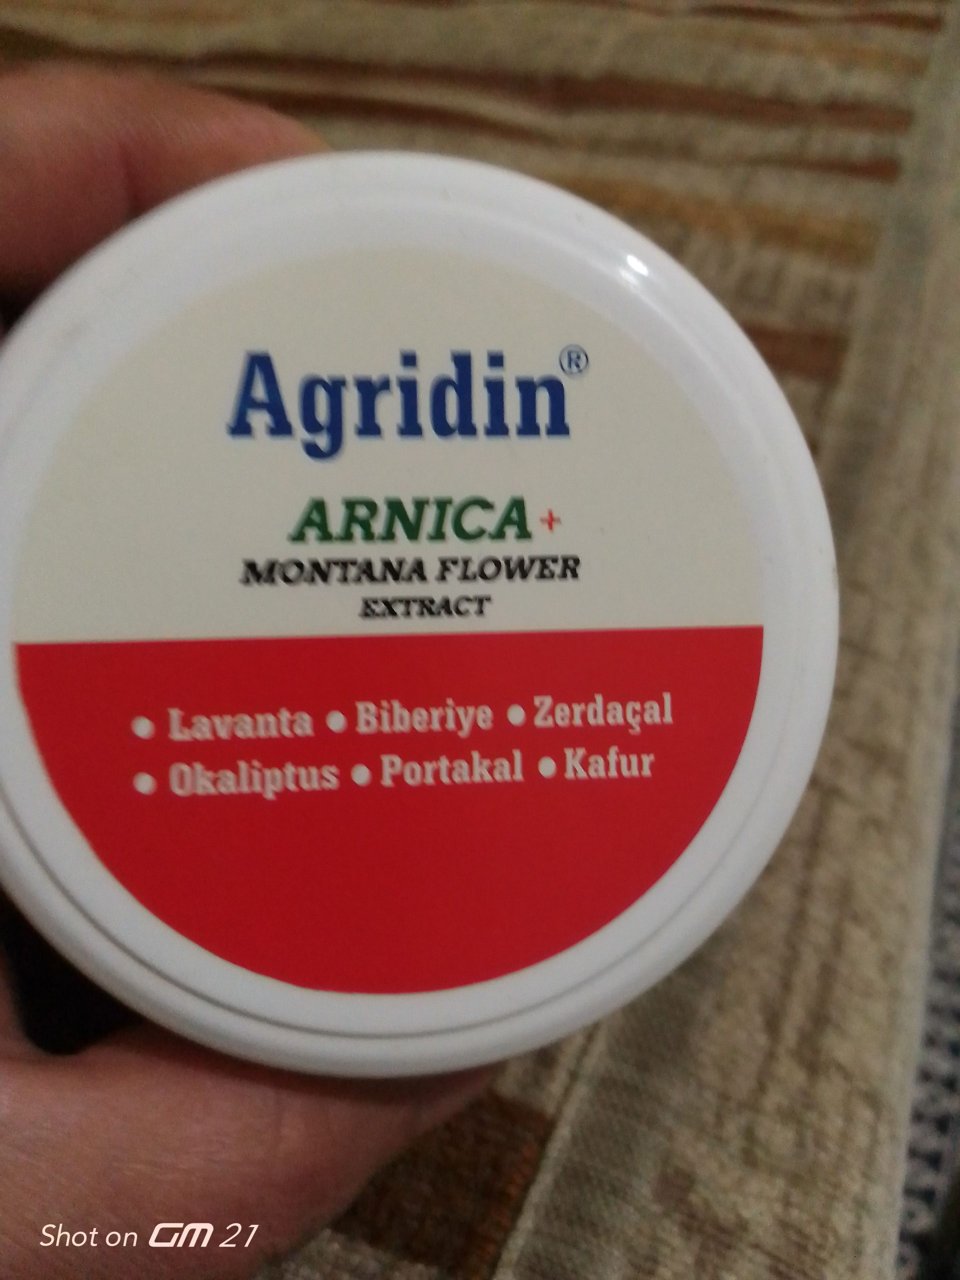 Agridin®
ARNICA+
MONTANA FLOWER
EXTRACT
• Lavanta • Biberiye • Zerdaçal
• Okaliptus • Portakal • Kafur
Shot on GM 21